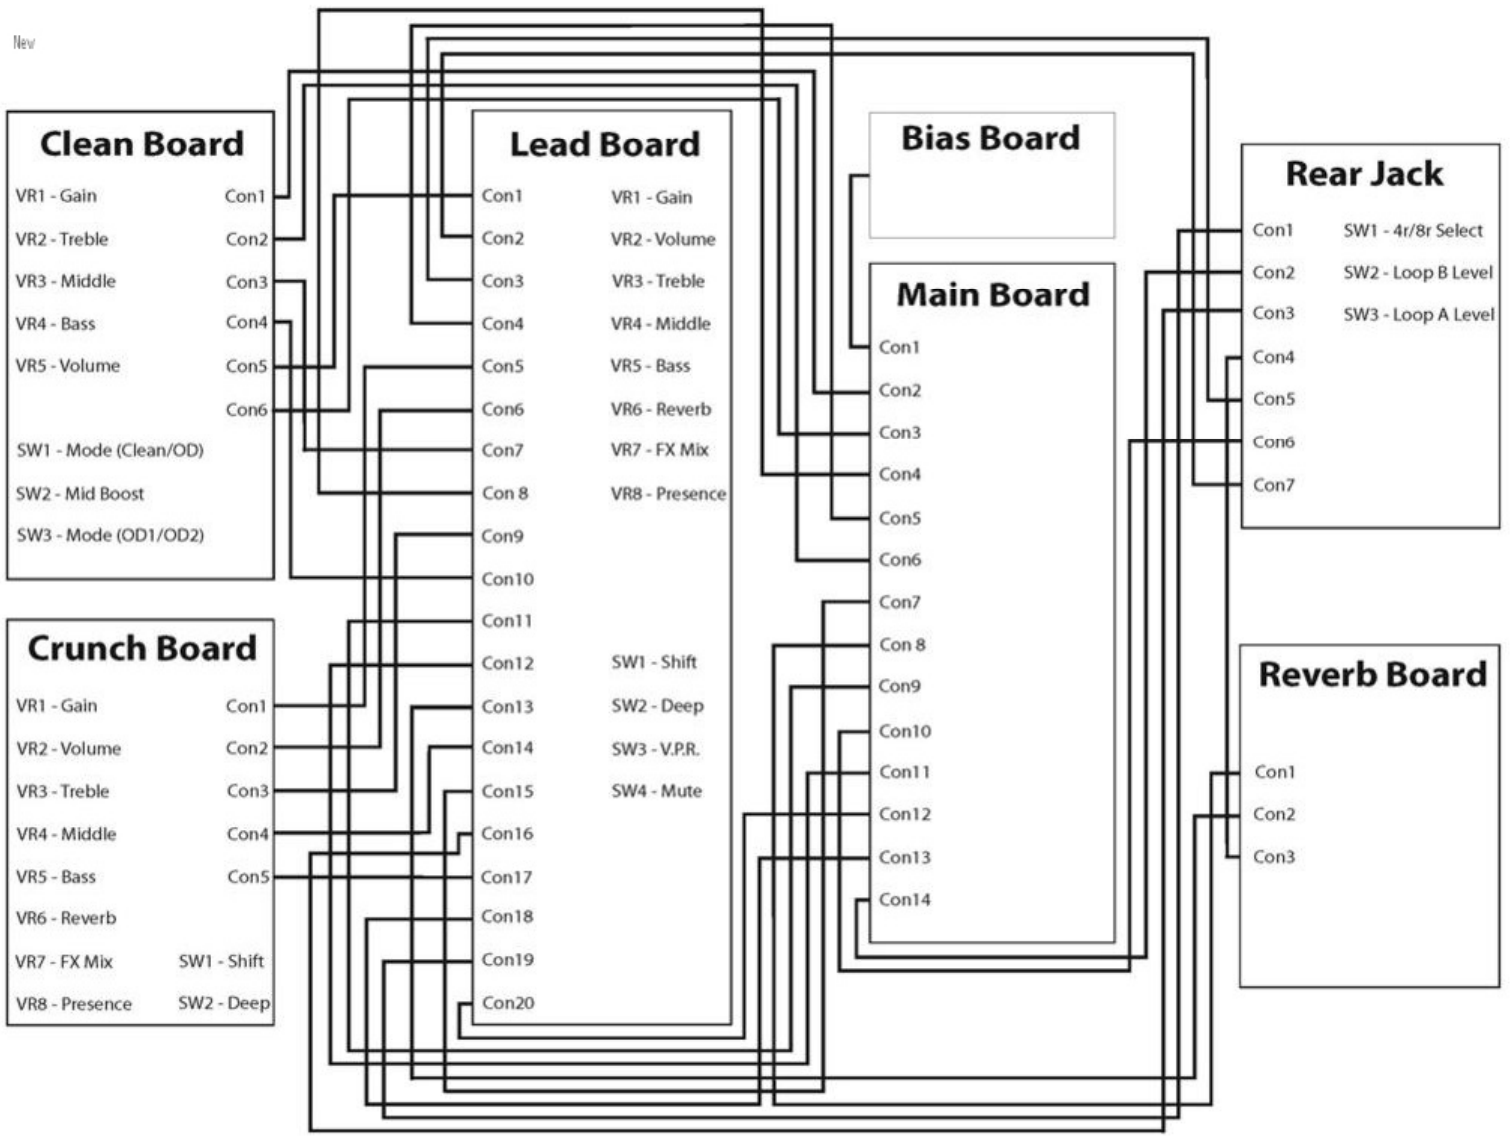 New
Clean Board
VR1 - Gain Con1
VR2 - Treble Con2
VR3 - Middle Con3
VR4 - Bass Con4
VR5 - Volume Con5
Con6
SW1 - Mode (Clean/OD)
SW2 - Mid Boost
SW3 - Mode (OD1/OD2)
Crunch Board
VR1 - Gain Con1
VR2 - Volume Con2
VR3 - Treble Con3
VR4 - Middle Con4
VR5 - Bass Con5
VR6 - Reverb
VR7 - FX Mix SW1 - Shift
VR8 - Presence SW2 - Deep
Lead Board
Con1 VR1 - Gain
Con2 VR2 - Volume
Con3 VR3 - Treble
Con4 VR4 - Middle
Con5 VR5 - Bass
Con6 VR6 - Reverb
Con7 VR7 - FX Mix
Con 8 VR8 - Presence
Con9
Con10
Con11
Con12 SW1 - Shift
Con13 SW2 - Deep
Con14 SW3 - V.P.R.
Con15 SW4 - Mute
Con16
Con17
Con18
Con19
Con20
Bias Board
Main Board
Con1
Con2
Con3
Con4
Con5
Con6
Con7
Con 8
Con9
Con10
Con11
Con12
Con13
Con14
Rear Jack
Con1 SW1 - 4r/8r Select
Con2 SW2 - Loop B Level
Con3 SW3 - Loop A Level
Con4
Con5
Con6
Con7
Reverb Board
Con1
Con2
Con3